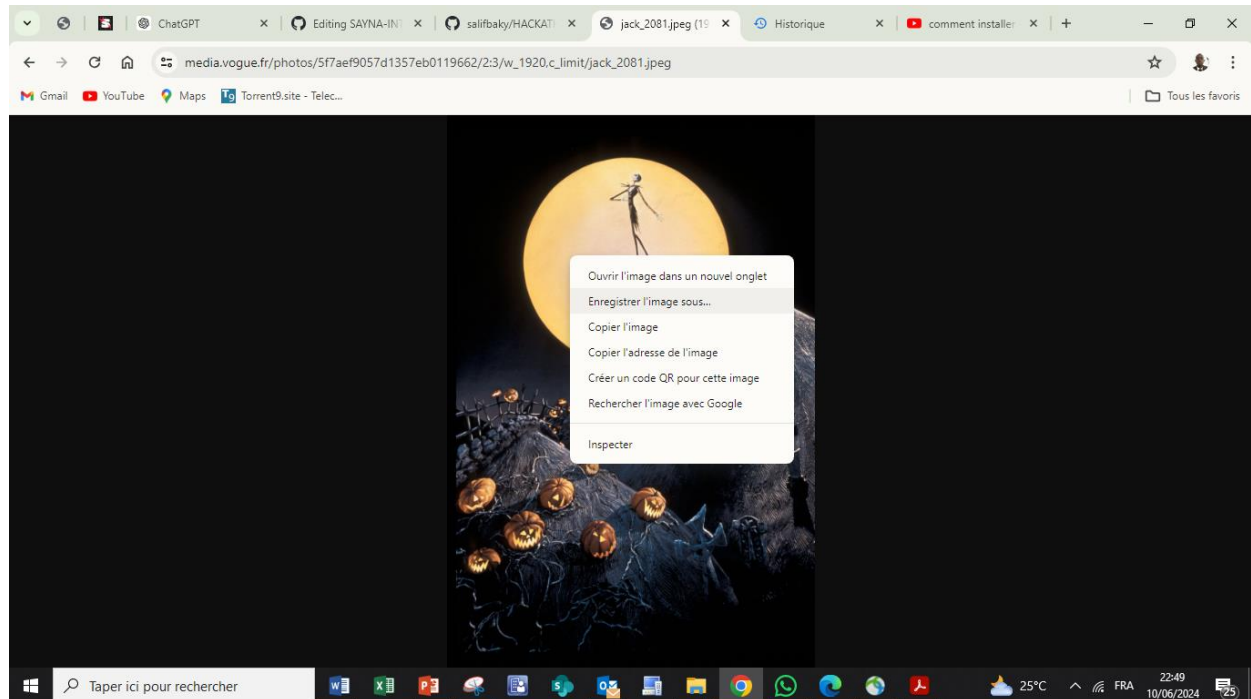 ChatGPT
Editing SAYNA-INT
salifbaky/HACKAT
jack_2081.jpeg (19
Historique
comment installer
media.vogue.fr/photos/5f7aef9057d1357eb0119662/2:3/w_1920,c_limit/jack_2081.jpeg
Gmail
YouTube
Maps
Torrent9.site - Telec...
Tous les favoris
Ouvrir l'image dans un nouvel onglet
Enregistrer l'image sous...
Copier l'image
Copier l'adresse de l'image
Créer un code QR pour cette image
Rechercher l'image avec Google
Inspecter
Taper ici pour rechercher
25°C
FRA
22:49
10/06/2024
25